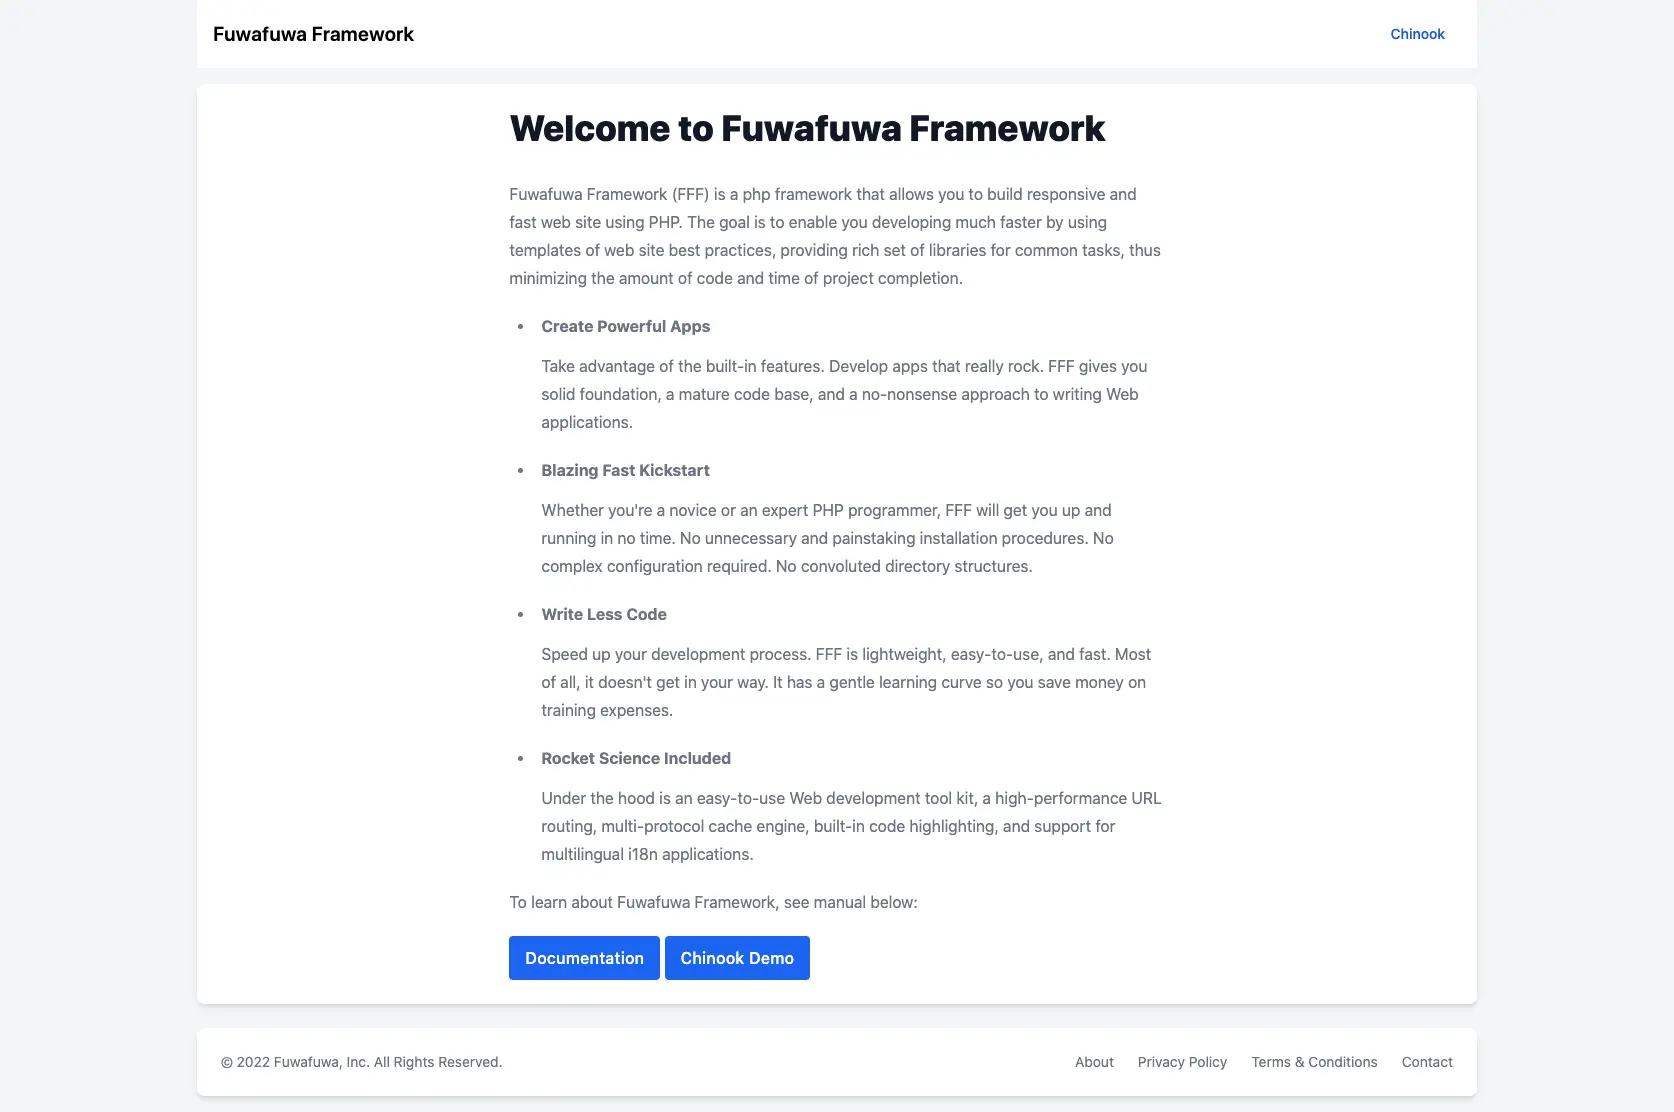 Fuwafuwa Framework
Chinook
Welcome to Fuwafuwa Framework
Fuwafuwa Framework (FFF) is a php framework that allows you to build responsive and
fast web site using PHP. The goal is to enable you developing much faster by using
templates of web site best practices, providing rich set of libraries for common tasks, thus
minimizing the amount of code and time of project completion.
• Create Powerful Apps
Take advantage of the built-in features. Develop apps that really rock. FFF gives you
solid foundation, a mature code base, and a no-nonsense approach to writing Web
applications.
• Blazing Fast Kickstart
Whether you're a novice or an expert PHP programmer, FFF will get you up and
running in no time. No unnecessary and painstaking installation procedures. No
complex configuration required. No convoluted directory structures.
• Write Less Code
Speed up your development process. FFF is lightweight, easy-to-use, and fast. Most
of all, it doesn't get in your way. It has a gentle learning curve so you save money on
training expenses.
• Rocket Science Included
Under the hood is an easy-to-use Web development tool kit, a high-performance URL
routing, multi-protocol cache engine, built-in code highlighting, and support for
multilingual i18n applications.
To learn about Fuwafuwa Framework, see manual below:
Documentation Chinook Demo
© 2022 Fuwafuwa, Inc. All Rights Reserved.
About Privacy Policy Terms & Conditions Contact